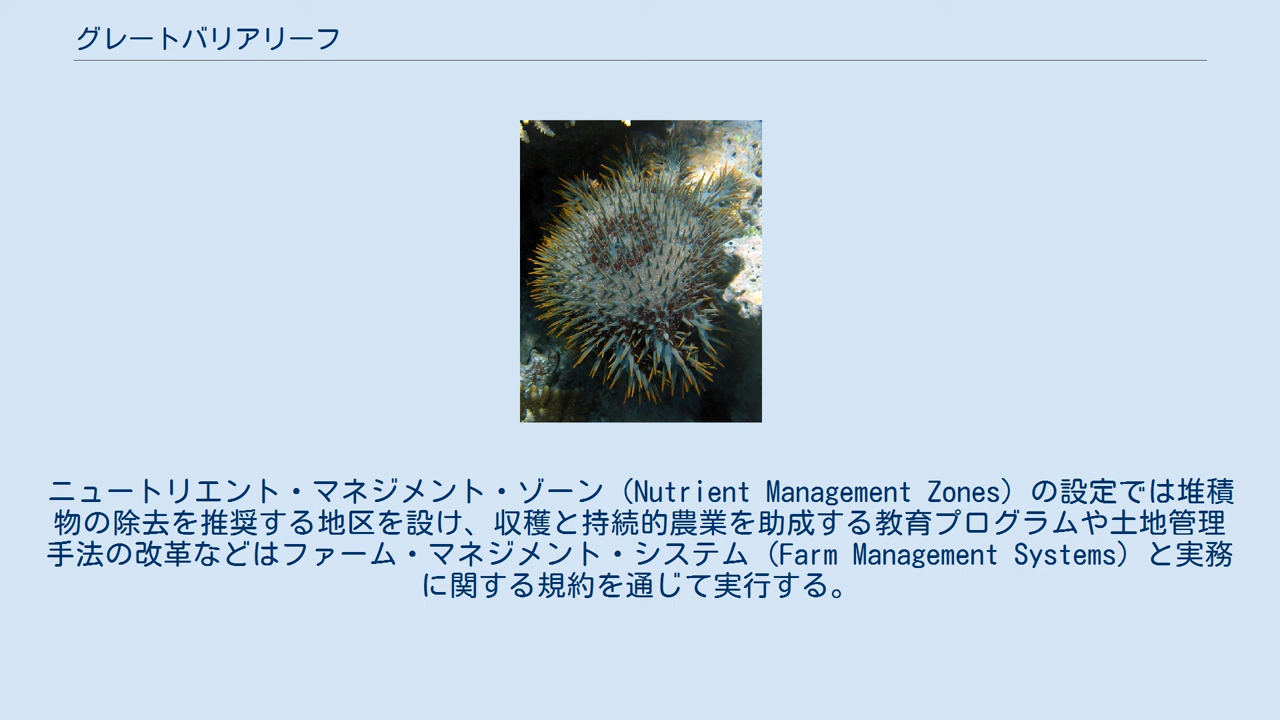 グレートバリアリーフ
ニュートリエント・マネジメント・ゾーン（Nutrient Management Zones）の設定では堆積
物の除去を推奨する地区を設け、収穫と持続的農業を助成する教育プログラムや土地管理
手法の改革などはファーム・マネジメント・システム（Farm Management Systems）と実務
に関する規約を通じて実行する。